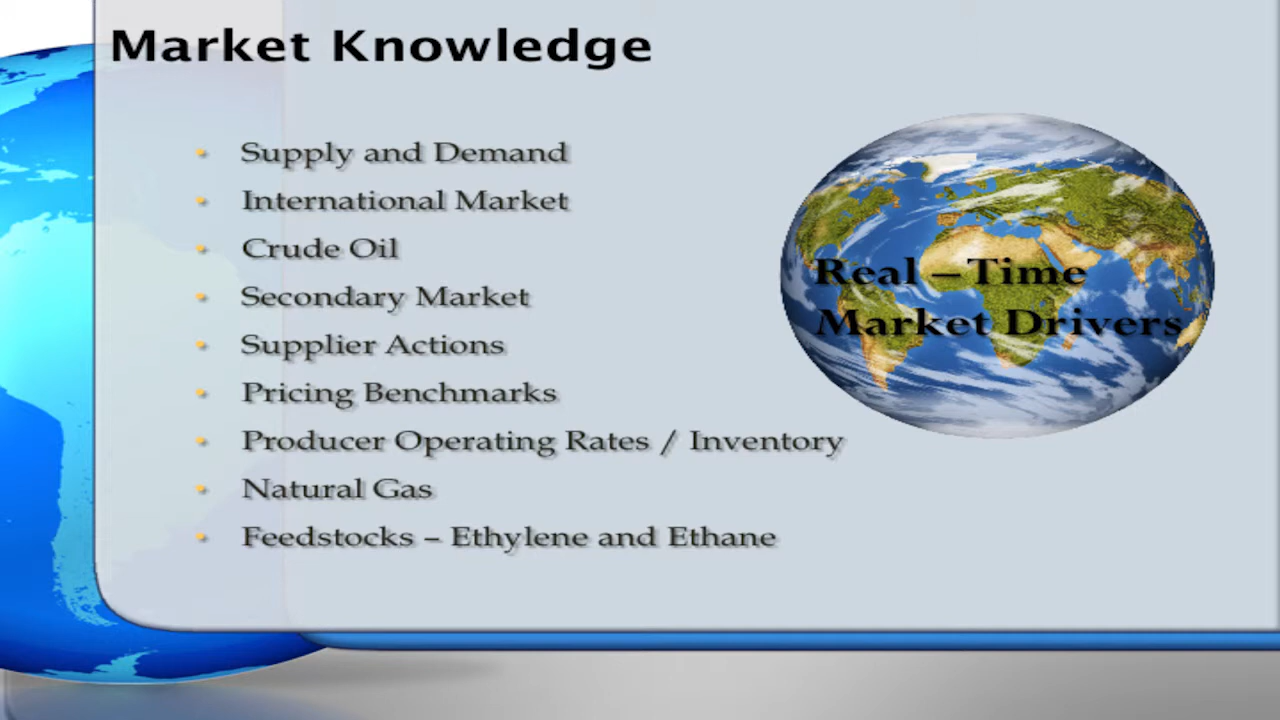 Market Knowledge
• Supply and Demand
• International Market
• Crude Oil
• Secondary Market
• Supplier Actions
• Pricing Benchmarks
• Producer Operating Rates / Inventory
• Natural Gas
• Feedstocks – Ethylene and Ethane
Real – Time
Market Drivers